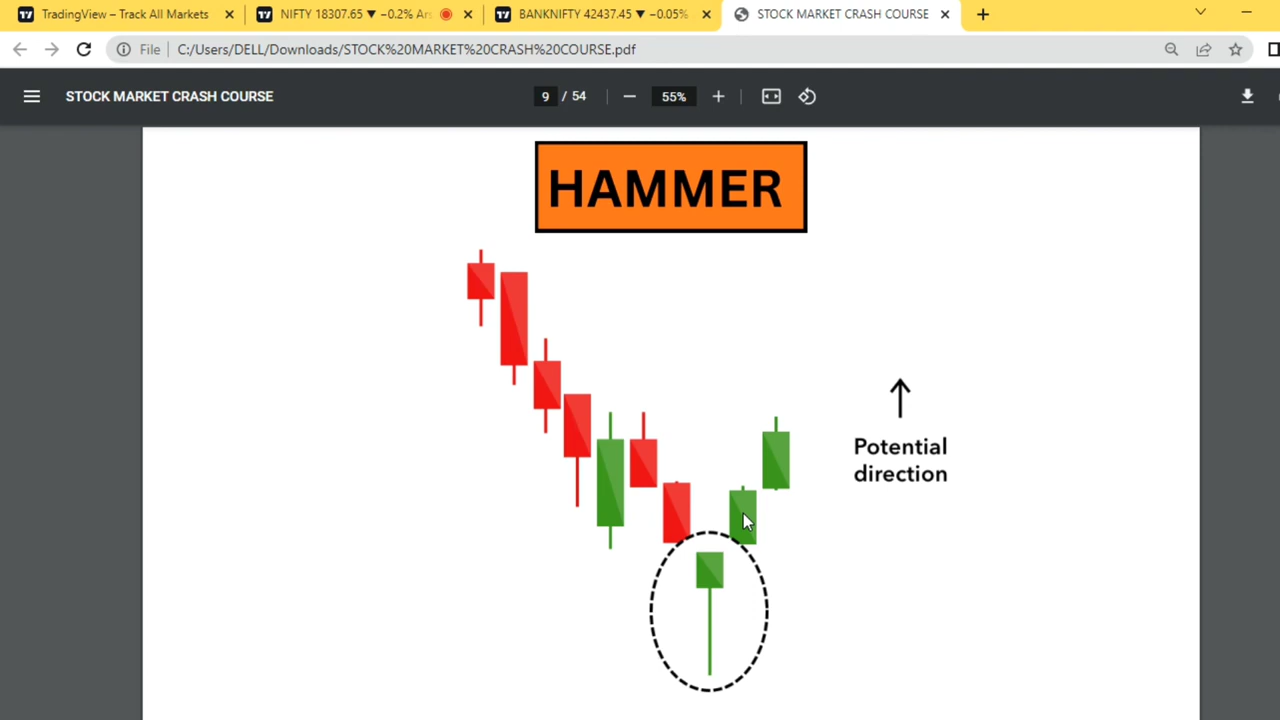 TradingView – Track All Markets
NIFTY 18307.65 ▼ −0.2%
BANKNIFTY 42437.45 ▼ −0.05%
STOCK MARKET CRASH COURSE
File
C:/Users/DELL/Downloads/STOCK%20MARKET%20CRASH%20COURSE.pdf
STOCK MARKET CRASH COURSE
9 / 54
55%
HAMMER
Potential
direction